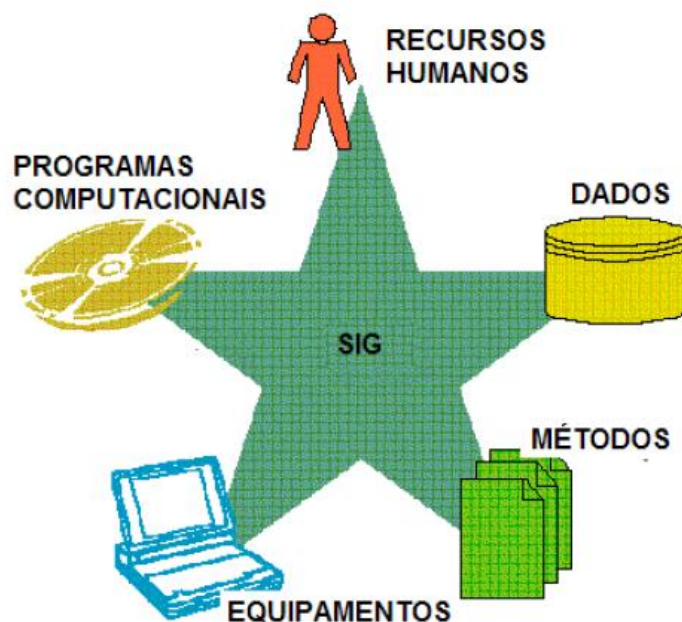 RECURSOS
HUMANOS
PROGRAMAS
COMPUTACIONAIS
DADOS
SIG
MÉTODOS
EQUIPAMENTOS